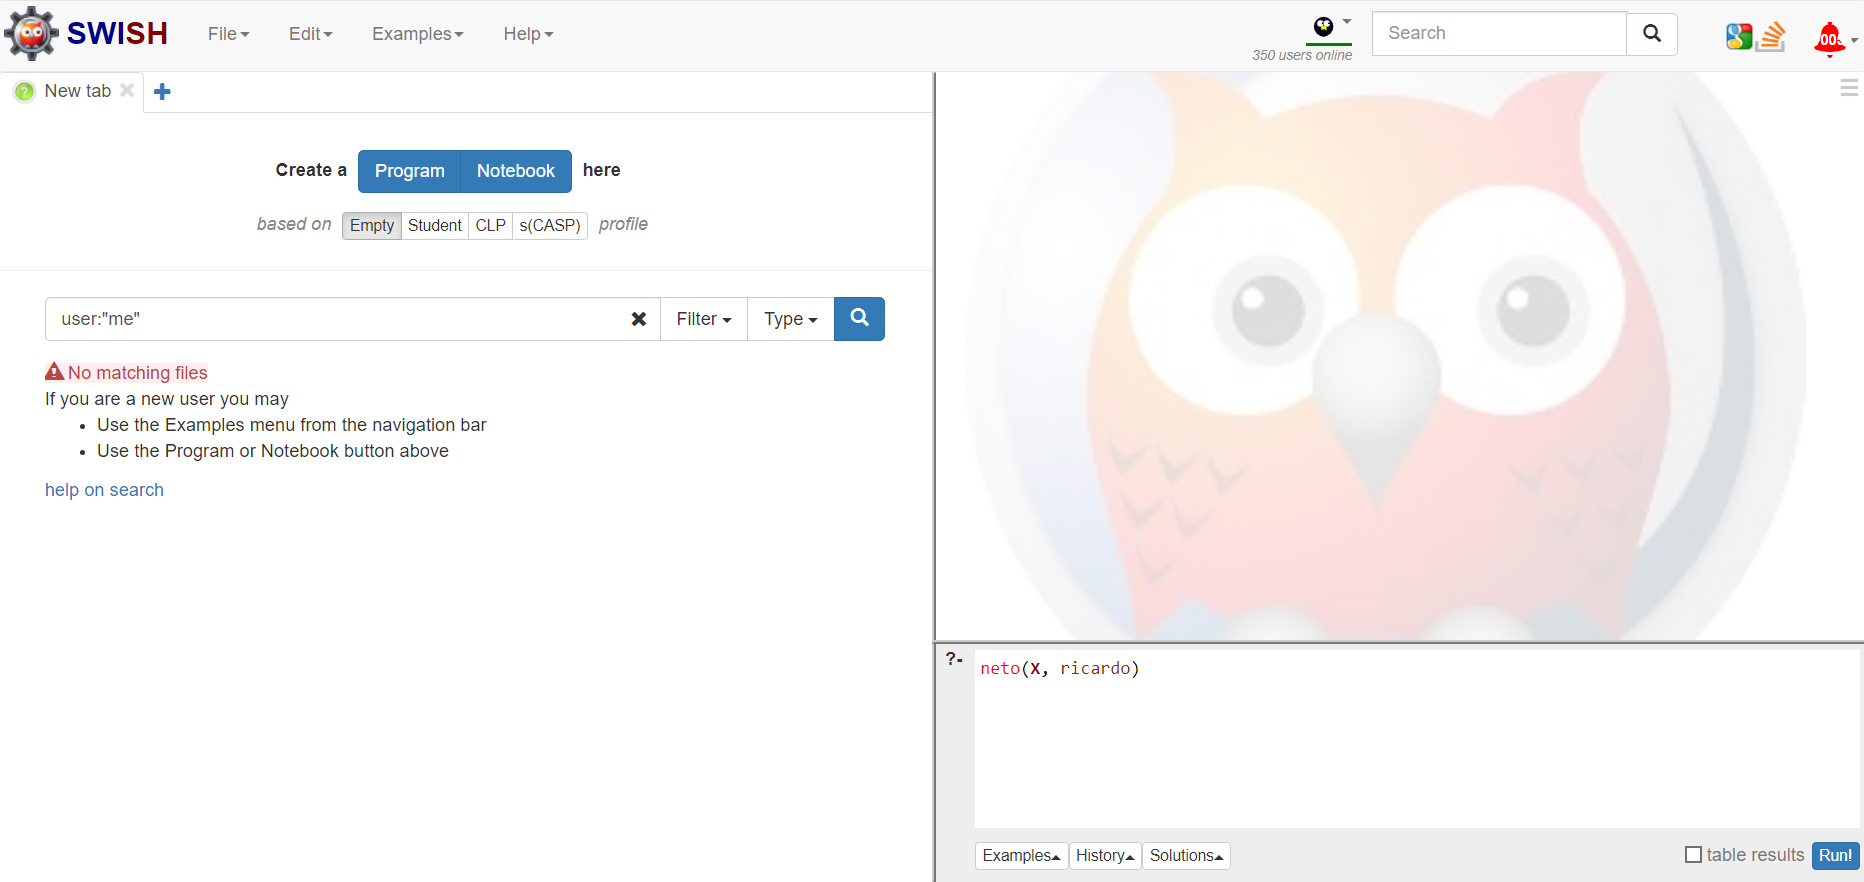 SWISH
File
Edit
Examples
Help
350 users online
Search
New tab
Create a Program Notebook here
based on Empty Student CLP s(CASP) profile
user:"me"
Filter
Type
No matching files
If you are a new user you may
• Use the Examples menu from the navigation bar
• Use the Program or Notebook button above
help on search
?- neto(X, ricardo)
Examples
History
Solutions
table results
Run!